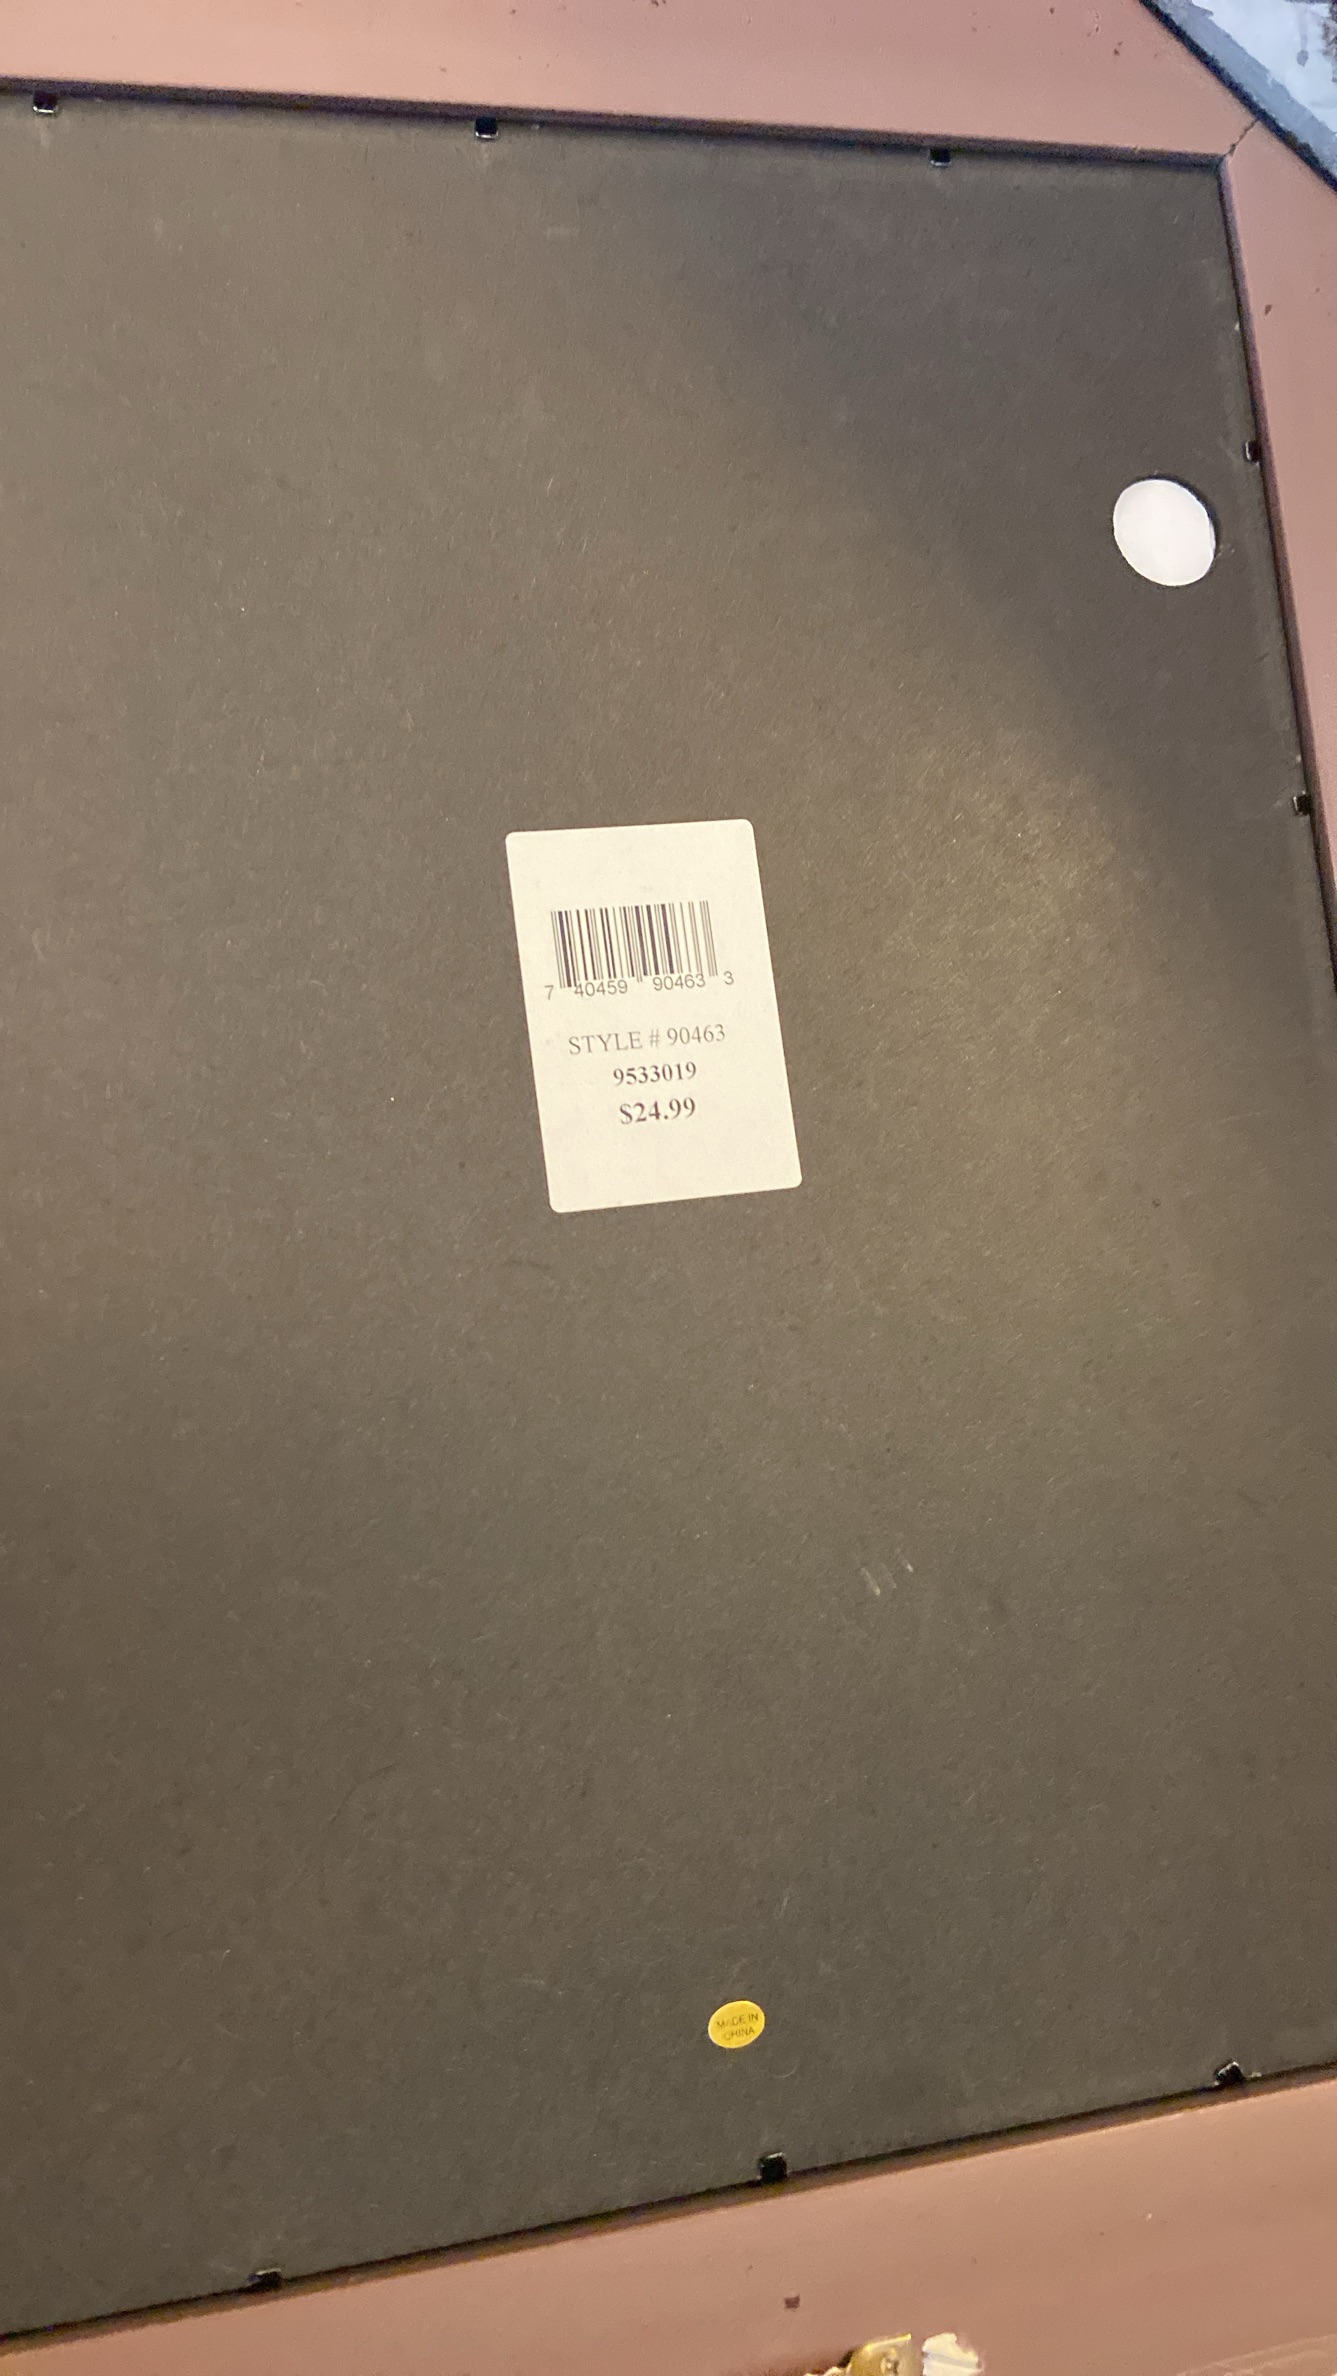 7 40459 90463 3
STYLE # 90463
9533019
$24.99
MADE IN
CHINA